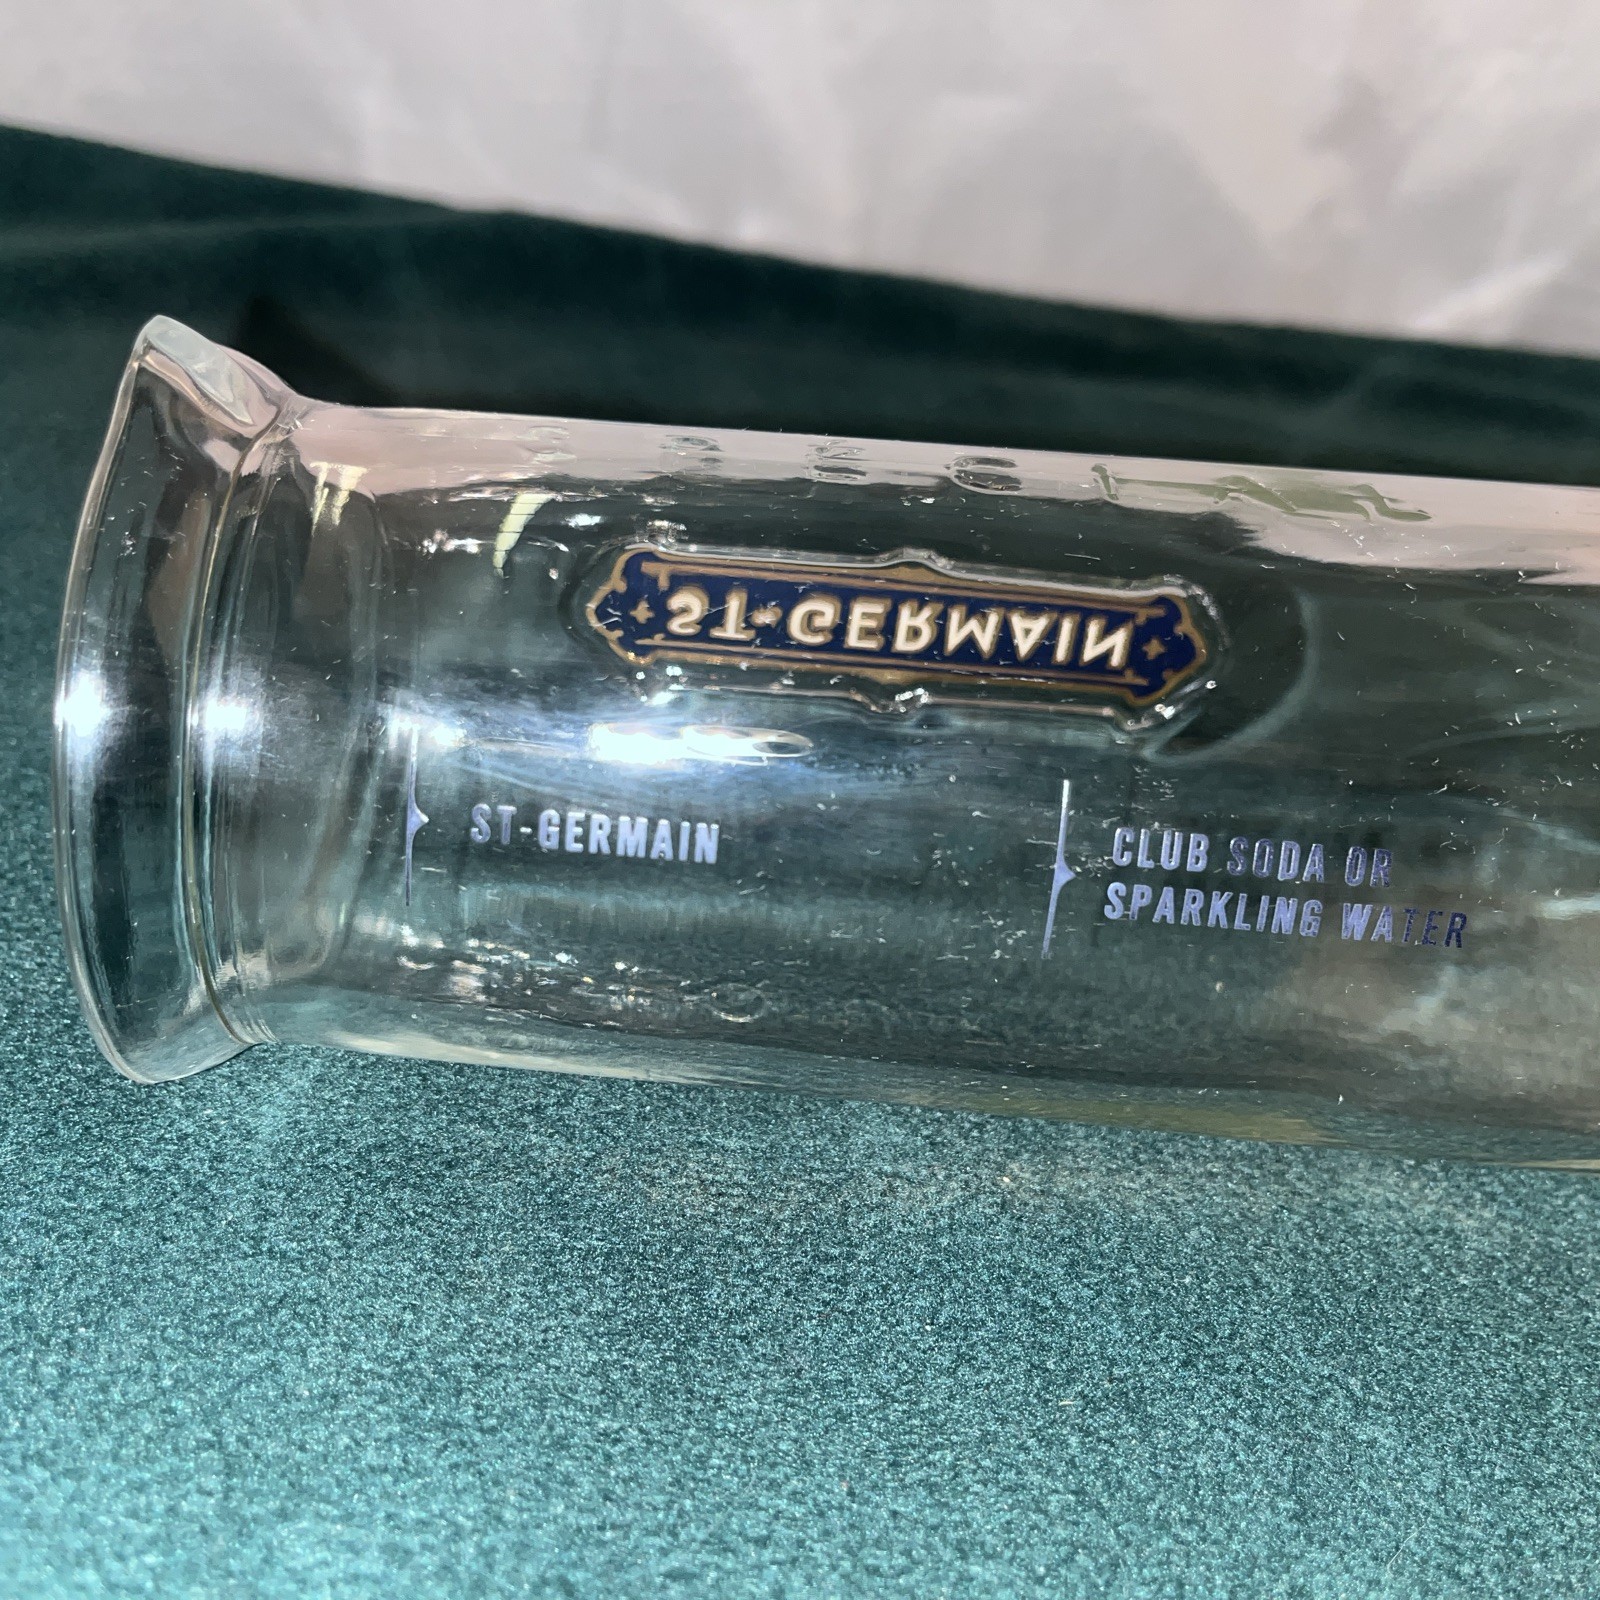 ST-GERMAIN
ST-GERMAIN
CLUB SODA OR
SPARKLING WATER